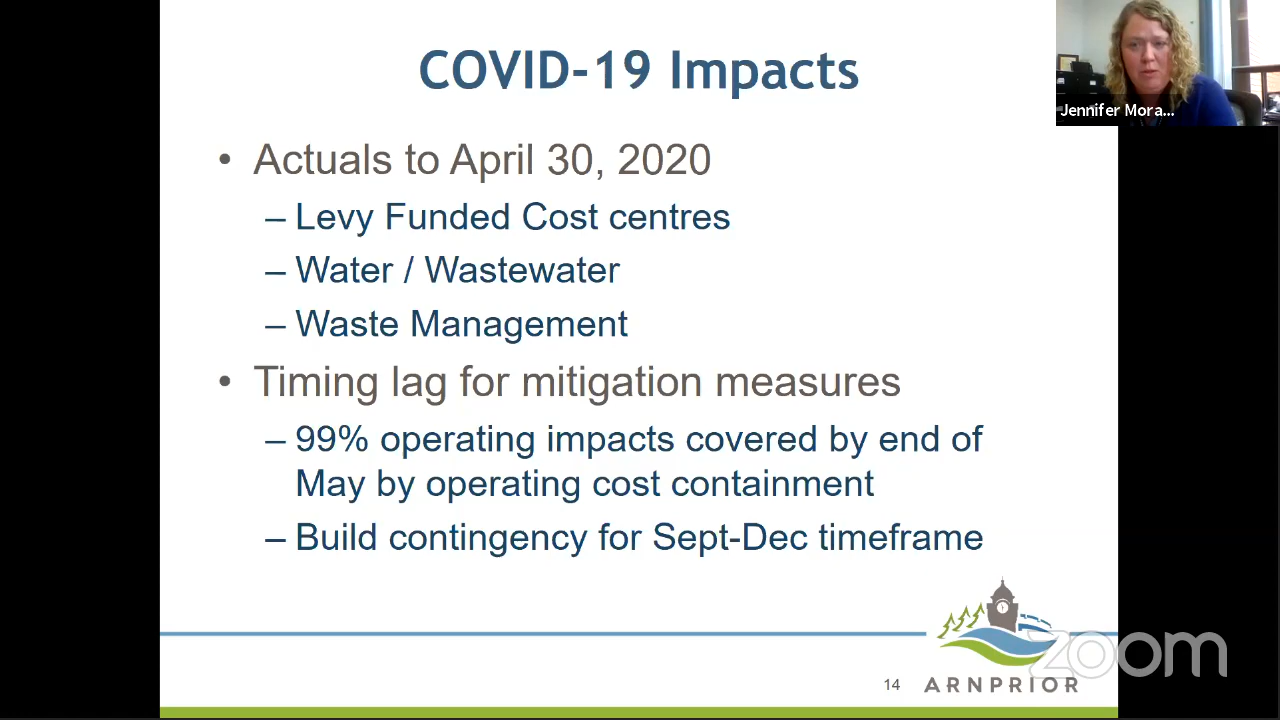 COVID-19 Impacts
Jennifer Mora...
• Actuals to April 30, 2020
– Levy Funded Cost centres
– Water / Wastewater
– Waste Management
• Timing lag for mitigation measures
– 99% operating impacts covered by end of
May by operating cost containment
– Build contingency for Sept-Dec timeframe
zoom
14
ARNPRIOR